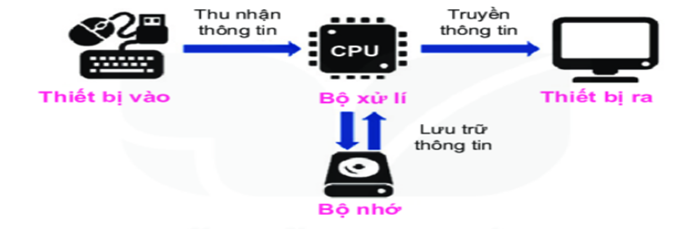 Thu nhận
thông tin
Truyền
thông tin
CPU
Thiết bị vào
Bộ xử lí
Thiết bị ra
Lưu trữ
thông tin
Bộ nhớ